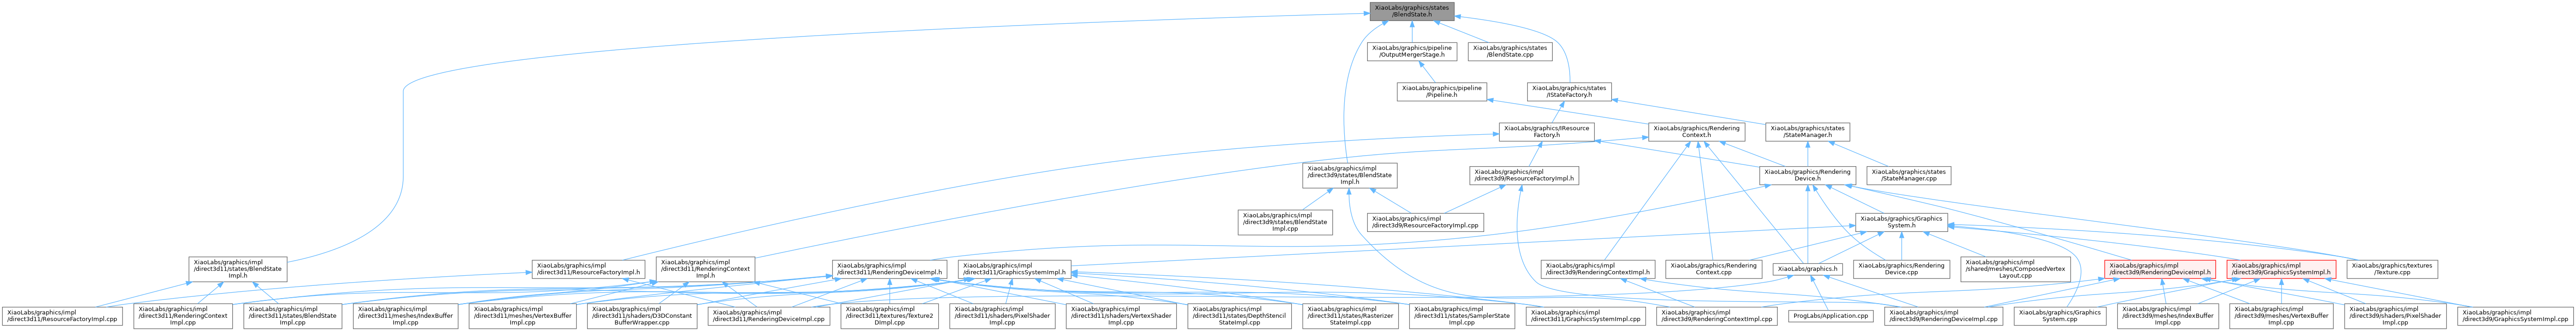 XiaoLabs/graphics/states
/BlendState.h
XiaoLabs/graphics/pipeline
/OutputMergerStage.h
XiaoLabs/graphics/states
/BlendState.cpp
XiaoLabs/graphics/pipeline
/Pipeline.h
XiaoLabs/graphics/states
/IStateFactory.h
XiaoLabs/graphics/IResource
Factory.h
XiaoLabs/graphics/Rendering
Context.h
XiaoLabs/graphics/states
/StateManager.h
XiaoLabs/graphics/impl
/direct3d9/states/BlendState
Impl.h
XiaoLabs/graphics/impl
/direct3d9/ResourceFactoryImpl.h
XiaoLabs/graphics/Rendering
Device.h
XiaoLabs/graphics/states
/StateManager.cpp
XiaoLabs/graphics/impl
/direct3d9/states/BlendState
Impl.cpp
XiaoLabs/graphics/impl
/direct3d9/ResourceFactoryImpl.cpp
XiaoLabs/graphics/Graphics
System.h
XiaoLabs/graphics/impl
/direct3d11/states/BlendState
Impl.h
XiaoLabs/graphics/impl
/direct3d11/ResourceFactoryImpl.h
XiaoLabs/graphics/impl
/direct3d11/RenderingContext
Impl.h
XiaoLabs/graphics/impl
/direct3d11/RenderingDeviceImpl.h
XiaoLabs/graphics/impl
/direct3d11/GraphicsSystemImpl.h
XiaoLabs/graphics/impl
/direct3d9/RenderingContextImpl.h
XiaoLabs/graphics/Rendering
Context.cpp
XiaoLabs/graphics.h
XiaoLabs/graphics/Rendering
Device.cpp
XiaoLabs/graphics/impl
/shared/meshes/ComposedVertex
Layout.cpp
XiaoLabs/graphics/impl
/direct3d9/RenderingDeviceImpl.h
XiaoLabs/graphics/impl
/direct3d9/GraphicsSystemImpl.h
XiaoLabs/graphics/textures
/Texture.cpp
XiaoLabs/graphics/impl
/direct3d11/ResourceFactoryImpl.cpp
XiaoLabs/graphics/impl
/direct3d11/RenderingContext
Impl.cpp
XiaoLabs/graphics/impl
/direct3d11/states/BlendState
Impl.cpp
XiaoLabs/graphics/impl
/direct3d11/meshes/IndexBuffer
Impl.cpp
XiaoLabs/graphics/impl
/direct3d11/meshes/VertexBuffer
Impl.cpp
XiaoLabs/graphics/impl
/direct3d11/shaders/D3DConstant
BufferWrapper.cpp
XiaoLabs/graphics/impl
/direct3d11/RenderingDeviceImpl.cpp
XiaoLabs/graphics/impl
/direct3d11/textures/Texture2
DImpl.cpp
XiaoLabs/graphics/impl
/direct3d11/shaders/PixelShader
Impl.cpp
XiaoLabs/graphics/impl
/direct3d11/shaders/VertexShader
Impl.cpp
XiaoLabs/graphics/impl
/direct3d11/states/DepthStencil
StateImpl.cpp
XiaoLabs/graphics/impl
/direct3d11/states/Rasterizer
StateImpl.cpp
XiaoLabs/graphics/impl
/direct3d11/states/SamplerState
Impl.cpp
XiaoLabs/graphics/impl
/direct3d11/GraphicsSystemImpl.cpp
XiaoLabs/graphics/impl
/direct3d9/RenderingContextImpl.cpp
ProgLabs/Application.cpp
XiaoLabs/graphics/impl
/direct3d9/RenderingDeviceImpl.cpp
XiaoLabs/graphics/Graphics
System.cpp
XiaoLabs/graphics/impl
/direct3d9/meshes/IndexBuffer
Impl.cpp
XiaoLabs/graphics/impl
/direct3d9/meshes/VertexBuffer
Impl.cpp
XiaoLabs/graphics/impl
/direct3d9/shaders/PixelShader
Impl.cpp
XiaoLabs/graphics/impl
/direct3d9/GraphicsSystemImpl.cpp